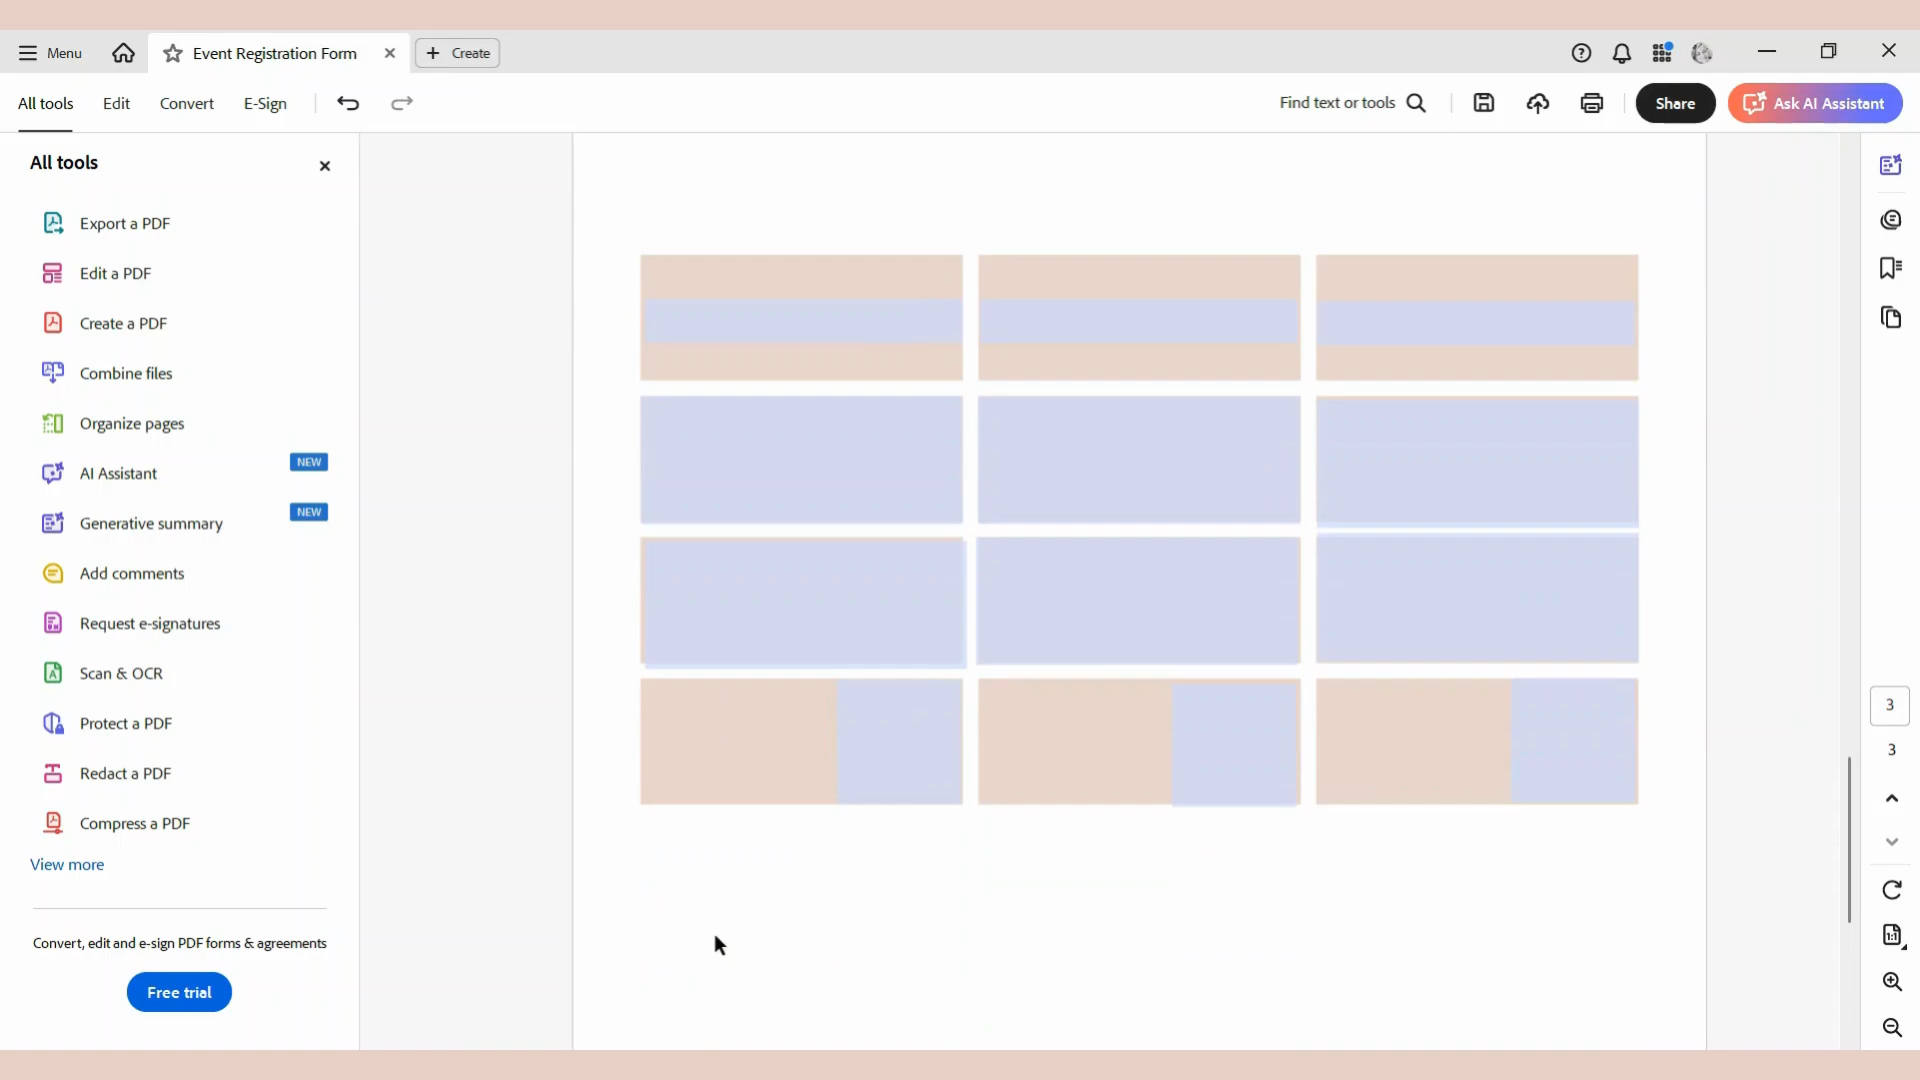 Menu
Event Registration Form
Create
All tools
Edit
Convert
E-Sign
Find text or tools
Share
Ask AI Assistant
All tools
Export a PDF
Edit a PDF
Create a PDF
Combine files
Organize pages
AI Assistant
NEW
Generative summary
NEW
Add comments
Request e-signatures
Scan & OCR
Protect a PDF
Redact a PDF
Compress a PDF
View more
Convert, edit and e-sign PDF forms & agreements
Free trial
3
3
1:1